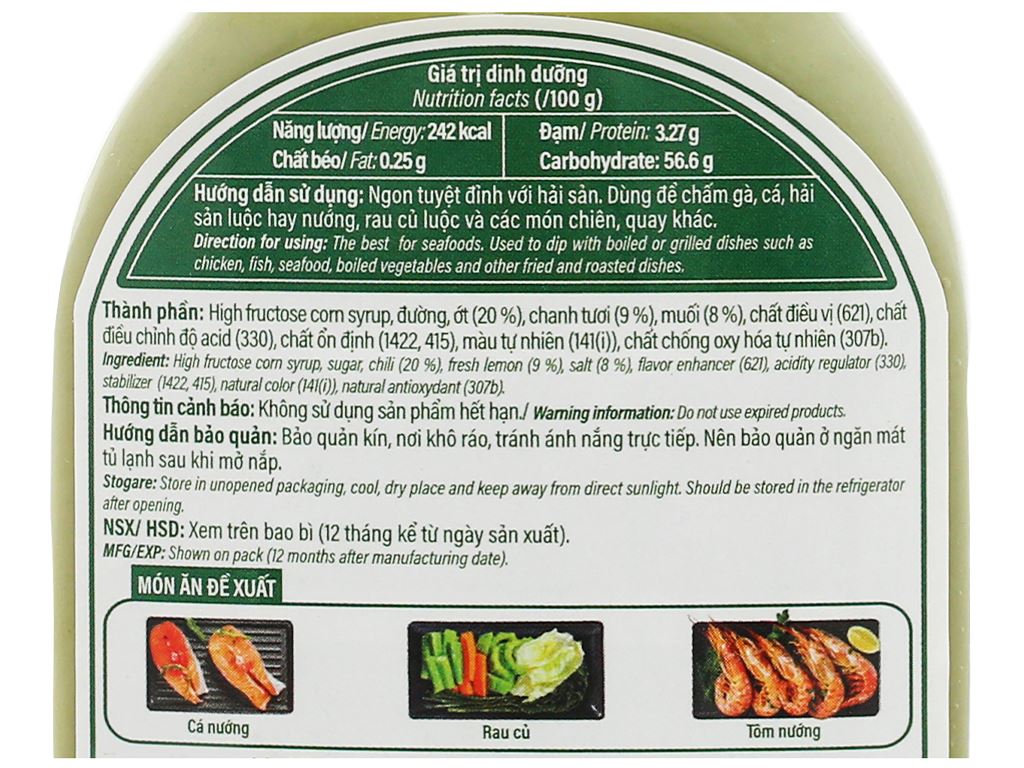 Giá trị dinh dưỡng
Nutrition facts (/100 g)
Năng lượng/ Energy: 242 kcal
Đạm/ Protein: 3.27 g
Chất béo/ Fat: 0.25 g
Carbohydrate: 56.6 g
Hướng dẫn sử dụng: Ngon tuyệt đỉnh với hải sản. Dùng để chấm gà, cá, hải
sản luộc hay nướng, rau củ luộc và các món chiên, quay khác.
Direction for using: The best for seafoods. Used to dip with boiled or grilled dishes such as
chicken, fish, seafood, boiled vegetables and other fried and roasted dishes.
Thành phần: High fructose corn syrup, đường, ớt (20 %), chanh tươi (9 %), muối (8 %), chất điều vị (621), chất
điều chỉnh độ acid (330), chất ổn định (1422, 415), màu tự nhiên (141(i)), chất chống oxy hóa tự nhiên (307b).
Ingredient: High fructose corn syrup, sugar, chili (20 %), fresh lemon (9 %), salt (8 %), flavor enhancer (621), acidity regulator (330),
stabilizer (1422, 415), natural color (141(i)), natural antioxydant (307b).
Thông tin cảnh báo: Không sử dụng sản phẩm hết hạn./ Warning information: Do not use expired products.
Hướng dẫn bảo quản: Bảo quản kín, nơi khô ráo, tránh ánh nắng trực tiếp. Nên bảo quản ở ngăn mát
tủ lạnh sau khi mở nắp.
Stogare: Store in unopened packaging, cool, dry place and keep away from direct sunlight. Should be stored in the refrigerator
after opening.
NSX/ HSD: Xem trên bao bì (12 tháng kể từ ngày sản xuất).
MFG/EXP: Shown on pack (12 months after manufacturing date).
MÓN ĂN ĐỀ XUẤT
Cá nướng
Rau củ
Tôm nướng